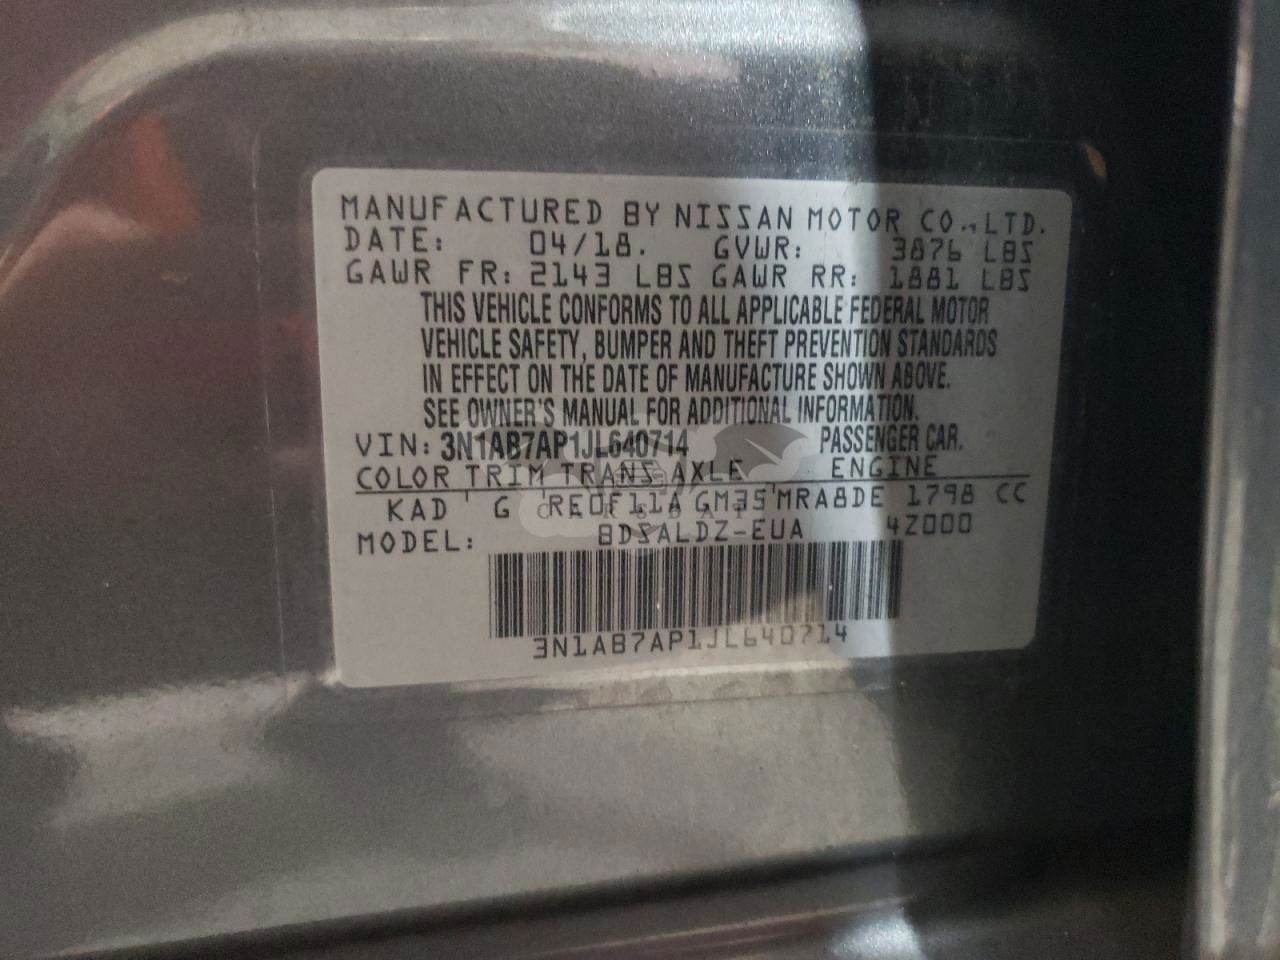 MANUFACTURED BY NISSAN MOTOR CO., LTD.
DATE: 04/18. GVWR: 3876 LBS
GAWR FR: 2143 LBS GAWR RR: 1881 LBS
THIS VEHICLE CONFORMS TO ALL APPLICABLE FEDERAL MOTOR
VEHICLE SAFETY, BUMPER AND THEFT PREVENTION STANDARDS
IN EFFECT ON THE DATE OF MANUFACTURE SHOWN ABOVE.
SEE OWNER'S MANUAL FOR ADDITIONAL INFORMATION.
VIN: 3N1AB7AP1JL640714 PASSENGER CAR.
COLOR TRIM TRANS AXLE ENGINE
KAD G RE0F11A GM35 MRA8DE 1798 CC
CARSBAT
MODEL: BDSALDZ-EUA 4Z000
3N1AB7AP1JL640714